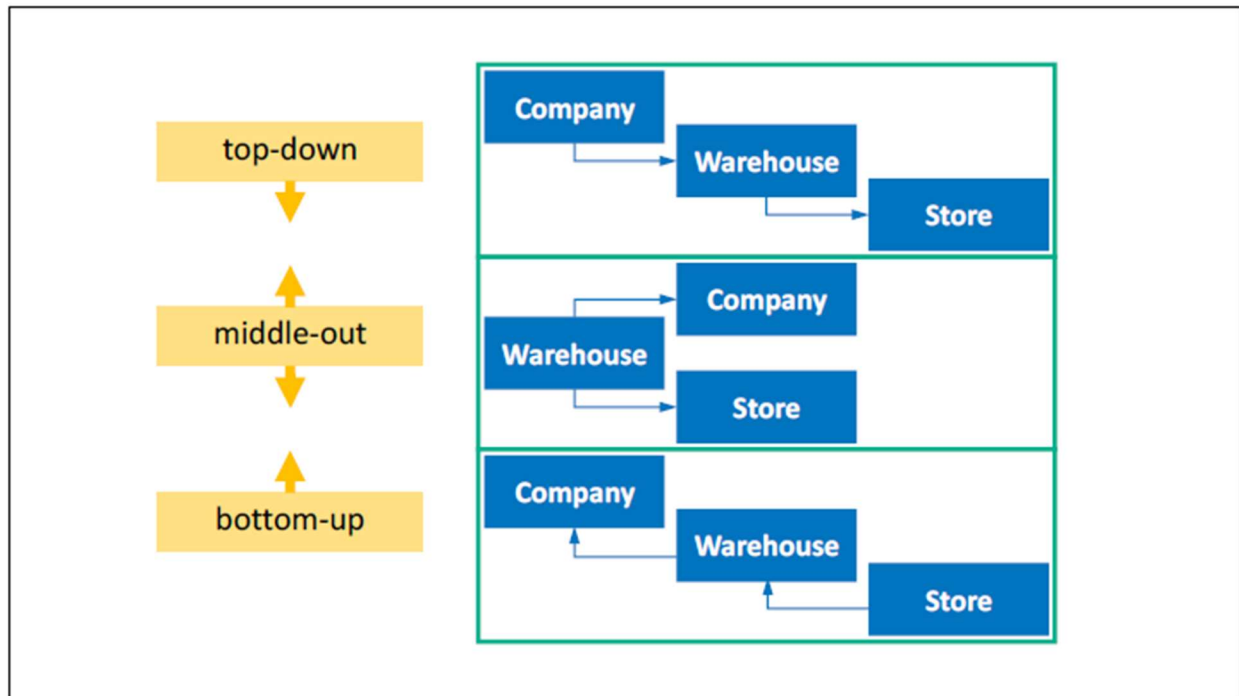 top-down
Company
Warehouse
Store
middle-out
Company
Warehouse
Store
bottom-up
Company
Warehouse
Store